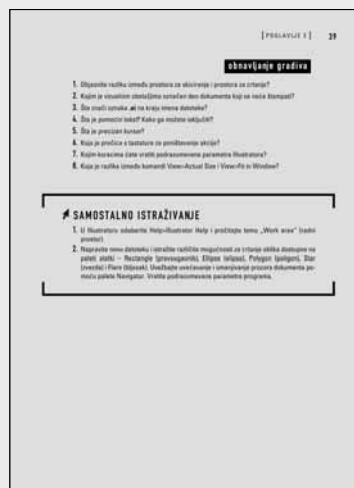 [ POGLAVLJE 2 ] 39
obnavljanje gradiva
1. Objasnite razliku između prostora za skiciranje i prostora za crtanje?
2. Kojim je vizuelnim obeležjima označen deo dokumenta koji se neće štampati?
3. Šta znači oznaka .ai na kraju imena datoteke?
4. Šta je pomoćni tekst? Kako ga možete isključiti?
5. Šta je precizan kursor?
6. Koja je prečica s tastature za poništavanje akcije?
7. Kojim koracima ćete vratiti podrazumevane parametre Illustratora?
8. Koja je razlika između komandi View>Actual Size i View>Fit in Window?
SAMOSTALNO ISTRAŽIVANJE
1. U Illustratoru odaberite Help>Illustrator Help i pročitajte temu „Work area" (radni
prostor).
2. Napravite novu datoteku i istražite različite mogućnosti za crtanje oblika dostupne na
paleti alatki – Rectangle (pravougaonik), Ellipse (elipsa), Polygon (poligon), Star
(zvezda) i Flare (bljesak). Uvežbajte uvećavanje i umanjivanje prizora dokumenta po-
moću palete Navigator. Vratite podrazumevane parametre programa.